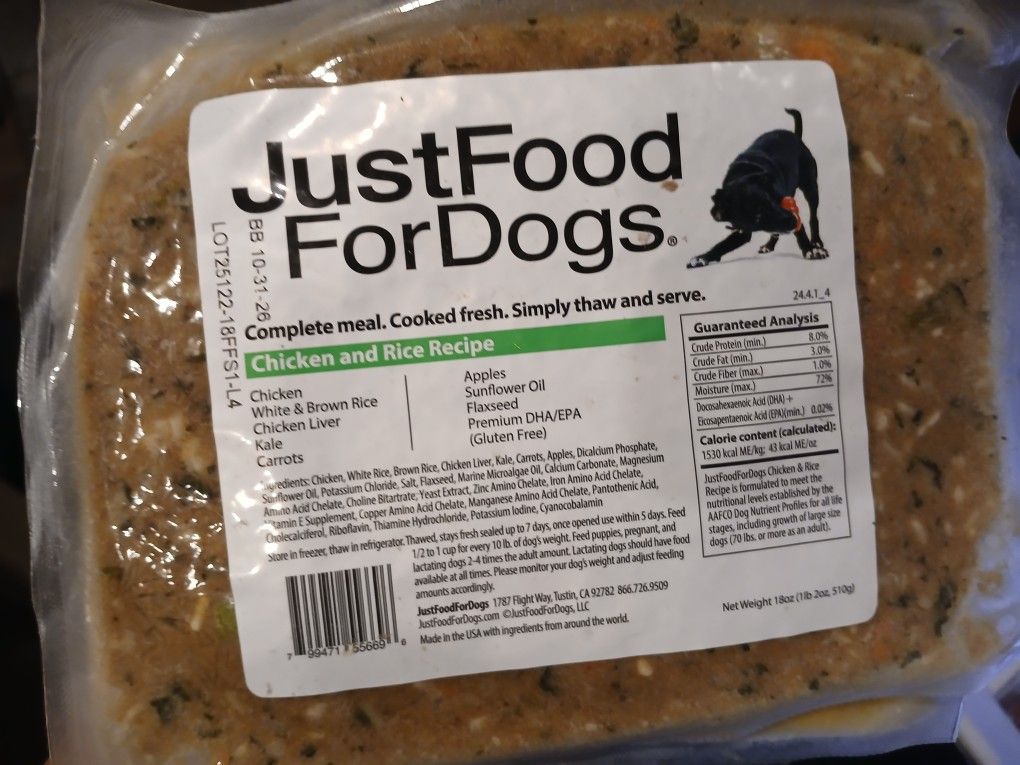 JustFood
ForDogs.®
BB 10-31-26
LOT25122-18FFS1-L4
Complete meal. Cooked fresh. Simply thaw and serve.
24.4.1_4
Chicken and Rice Recipe
Chicken
White & Brown Rice
Chicken Liver
Kale
Carrots
Apples
Sunflower Oil
Flaxseed
Premium DHA/EPA
(Gluten Free)
Guaranteed Analysis
Crude Protein (min.) 8.0%
Crude Fat (min.) 3.0%
Crude Fiber (max.) 1.0%
Moisture (max.) 72%
Docosahexaenoic Acid (DHA) +
Eicosapentaenoic Acid (EPA)(min.) 0.02%
Calorie content (calculated):
1530 kcal ME/kg; 43 kcal ME/oz
JustFoodForDogs Chicken & Rice
Recipe is formulated to meet the
nutritional levels established by the
AAFCO Dog Nutrient Profiles for all life
stages, including growth of large size
dogs (70 lbs. or more as an adult).
Ingredients: Chicken, White Rice, Brown Rice, Chicken Liver, Kale, Carrots, Apples, Dicalcium Phosphate,
Sunflower Oil, Potassium Chloride, Salt, Flaxseed, Marine Microalgae Oil, Calcium Carbonate, Magnesium
Amino Acid Chelate, Choline Bitartrate, Yeast Extract, Zinc Amino Chelate, Iron Amino Acid Chelate,
Vitamin E Supplement, Copper Amino Acid Chelate, Manganese Amino Acid Chelate, Pantothenic Acid,
Cholecalciferol, Riboflavin, Thiamine Hydrochloride, Potassium Iodine, Cyanocobalamin
Store in freezer, thaw in refrigerator. Thawed, stays fresh sealed up to 7 days, once opened use within 5 days. Feed
1/2 to 1 cup for every 10 lb. of dog's weight. Feed puppies, pregnant, and
lactating dogs 2-4 times the adult amount. Lactating dogs should have food
available at all times. Please monitor your dog's weight and adjust feeding
amounts accordingly.
JustFoodForDogs 1787 Flight Way, Tustin, CA 92782 866.726.9509
JustFoodForDogs.com ©JustFoodForDogs, LLC
Made in the USA with ingredients from around the world.
Net Weight 18oz (1lb 2oz, 510g)
7 99471 55669 6